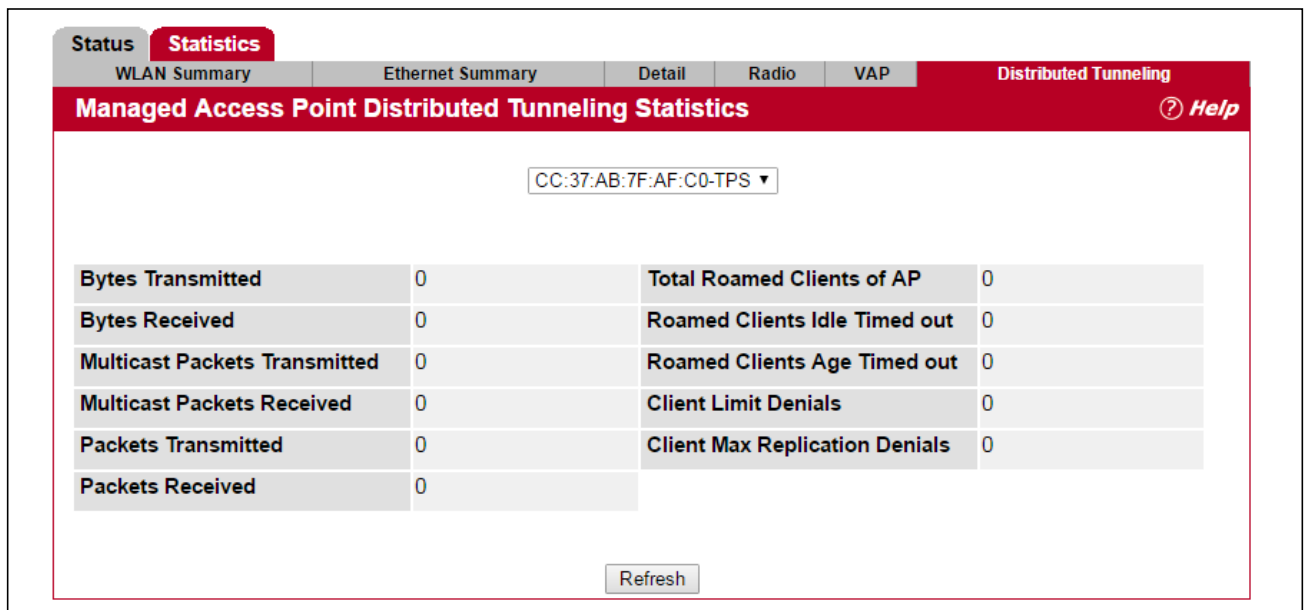 Status Statistics
WLAN Summary Ethernet Summary Detail Radio VAP Distributed Tunneling
Managed Access Point Distributed Tunneling Statistics ? Help
CC:37:AB:7F:AF:C0-TPS
Bytes Transmitted 0 Total Roamed Clients of AP 0
Bytes Received 0 Roamed Clients Idle Timed out 0
Multicast Packets Transmitted 0 Roamed Clients Age Timed out 0
Multicast Packets Received 0 Client Limit Denials 0
Packets Transmitted 0 Client Max Replication Denials 0
Packets Received 0
Refresh